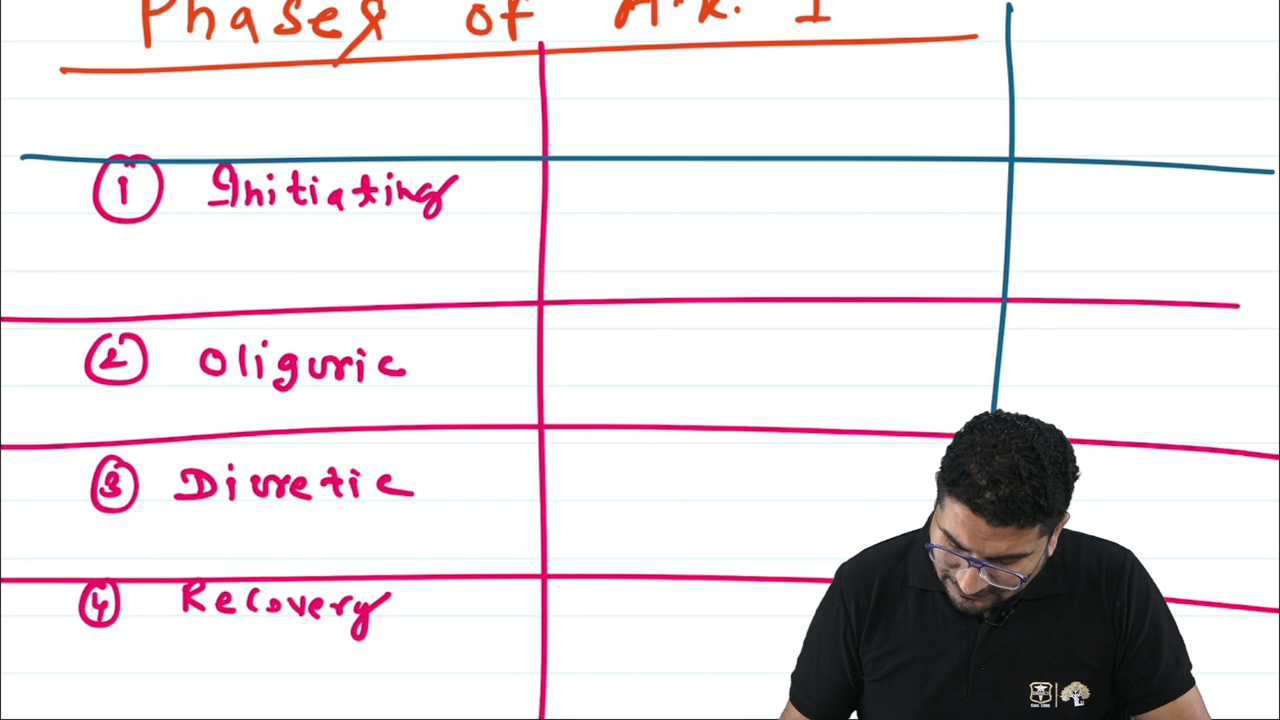 Phases of A.K. I
1 Initiating
2 Oliguric
3 Diuretic
4 Recovery